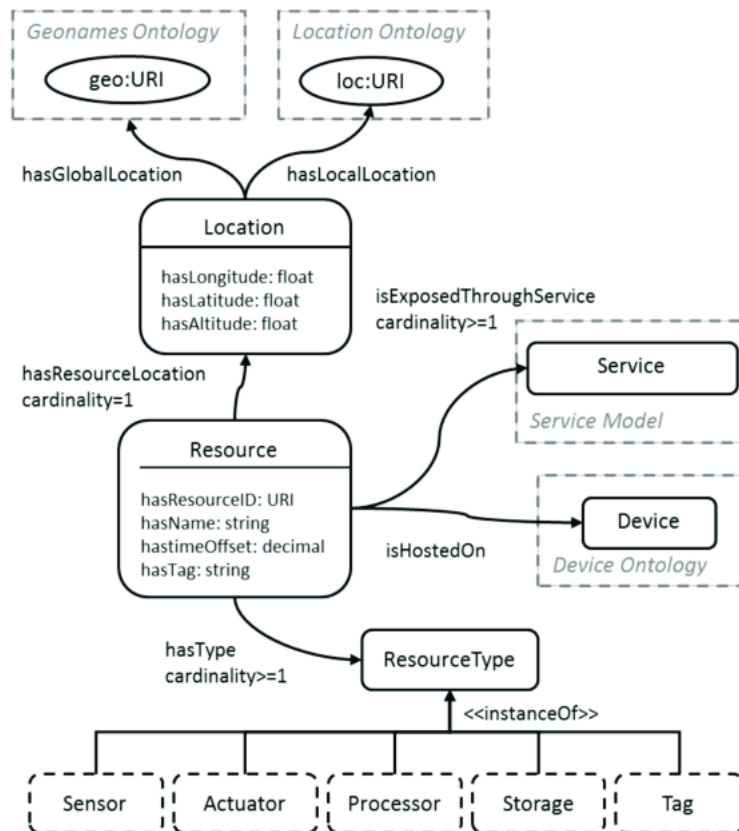 Geonames Ontology
Location Ontology
geo:URI
loc:URI
hasGlobalLocation
hasLocalLocation
Location
hasLongitude: float
hasLatitude: float
hasAltitude: float
isExposedThroughService
cardinality>=1
Service
Service Model
hasResourceLocation
cardinality=1
Resource
hasResourceID: URI
hasName: string
hastimeOffset: decimal
hasTag: string
Device
Device Ontology
isHostedOn
hasType
cardinality>=1
ResourceType
<<instanceOf>>
Sensor
Actuator
Processor
Storage
Tag